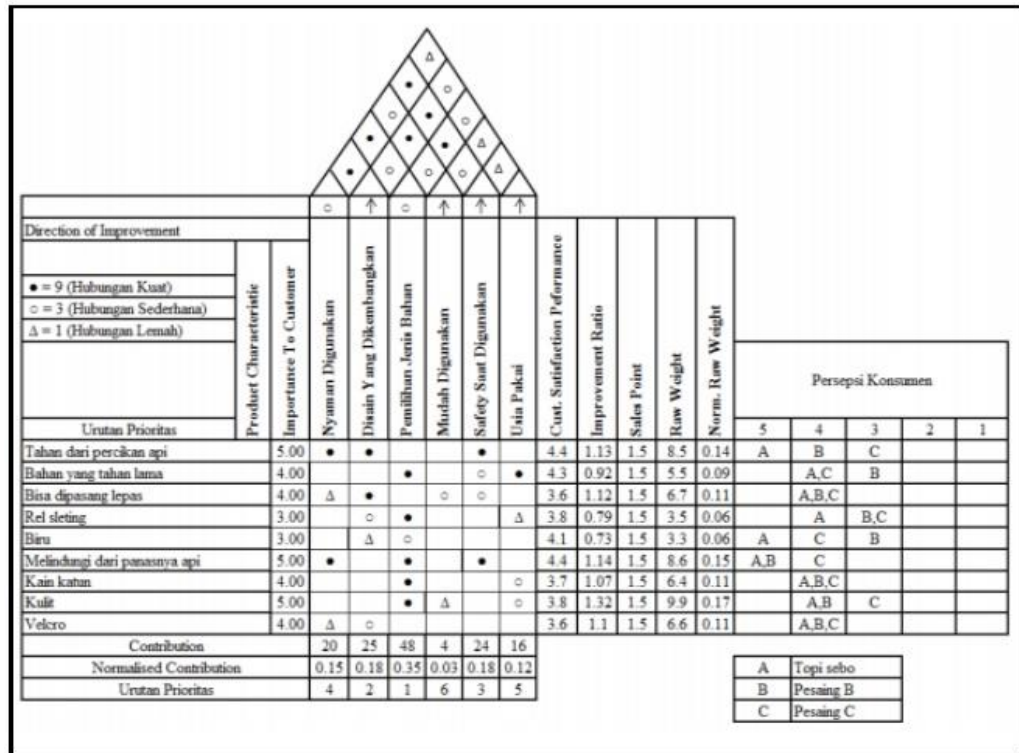 Direction of Improvement
● = 9 (Hubungan Kuat)
○ = 3 (Hubungan Sederhana)
Δ = 1 (Hubungan Lemah)
Urutan Prioritas
Product Characteristic
Importance To Customer
Nyaman Digunakan
Disain Yang Dikembangkan
Pemilihan Jenis Bahan
Mudah Digunakan
Safety Saat Digunakan
Usia Pakai
Cust. Satisfaction Peformance
Improvement Ratio
Sales Point
Raw Weight
Norm. Raw Weight
Persepsi Konsumen
5 4 3 2 1
Tahan dari percikan api 5.00 ● ● ● 4.4 1.13 1.5 8.5 0.14 A B C
Bahan yang tahan lama 4.00 ● ○ ● 4.3 0.92 1.5 5.5 0.09 A,C B
Bisa dipasang lepas 4.00 Δ ● ○ ○ 3.6 1.12 1.5 6.7 0.11 A,B,C
Rel sleting 3.00 ○ ● Δ 3.8 0.79 1.5 3.5 0.06 A B,C
Biru 3.00 Δ ○ 4.1 0.73 1.5 3.3 0.06 A C B
Melindungi dari panasnya api 5.00 ● ● ● 4.4 1.14 1.5 8.6 0.15 A,B C
Kain katun 4.00 ● ○ 3.7 1.07 1.5 6.4 0.11 A,B,C
Kulit 5.00 ● Δ ○ 3.8 1.32 1.5 9.9 0.17 A,B C
Velcro 4.00 Δ ○ 3.6 1.1 1.5 6.6 0.11 A,B,C
Contribution 20 25 48 4 24 16
Normalised Contribution 0.15 0.18 0.35 0.03 0.18 0.12
Urutan Prioritas 4 2 1 6 3 5
A Topi sebo
B Pesaing B
C Pesaing C